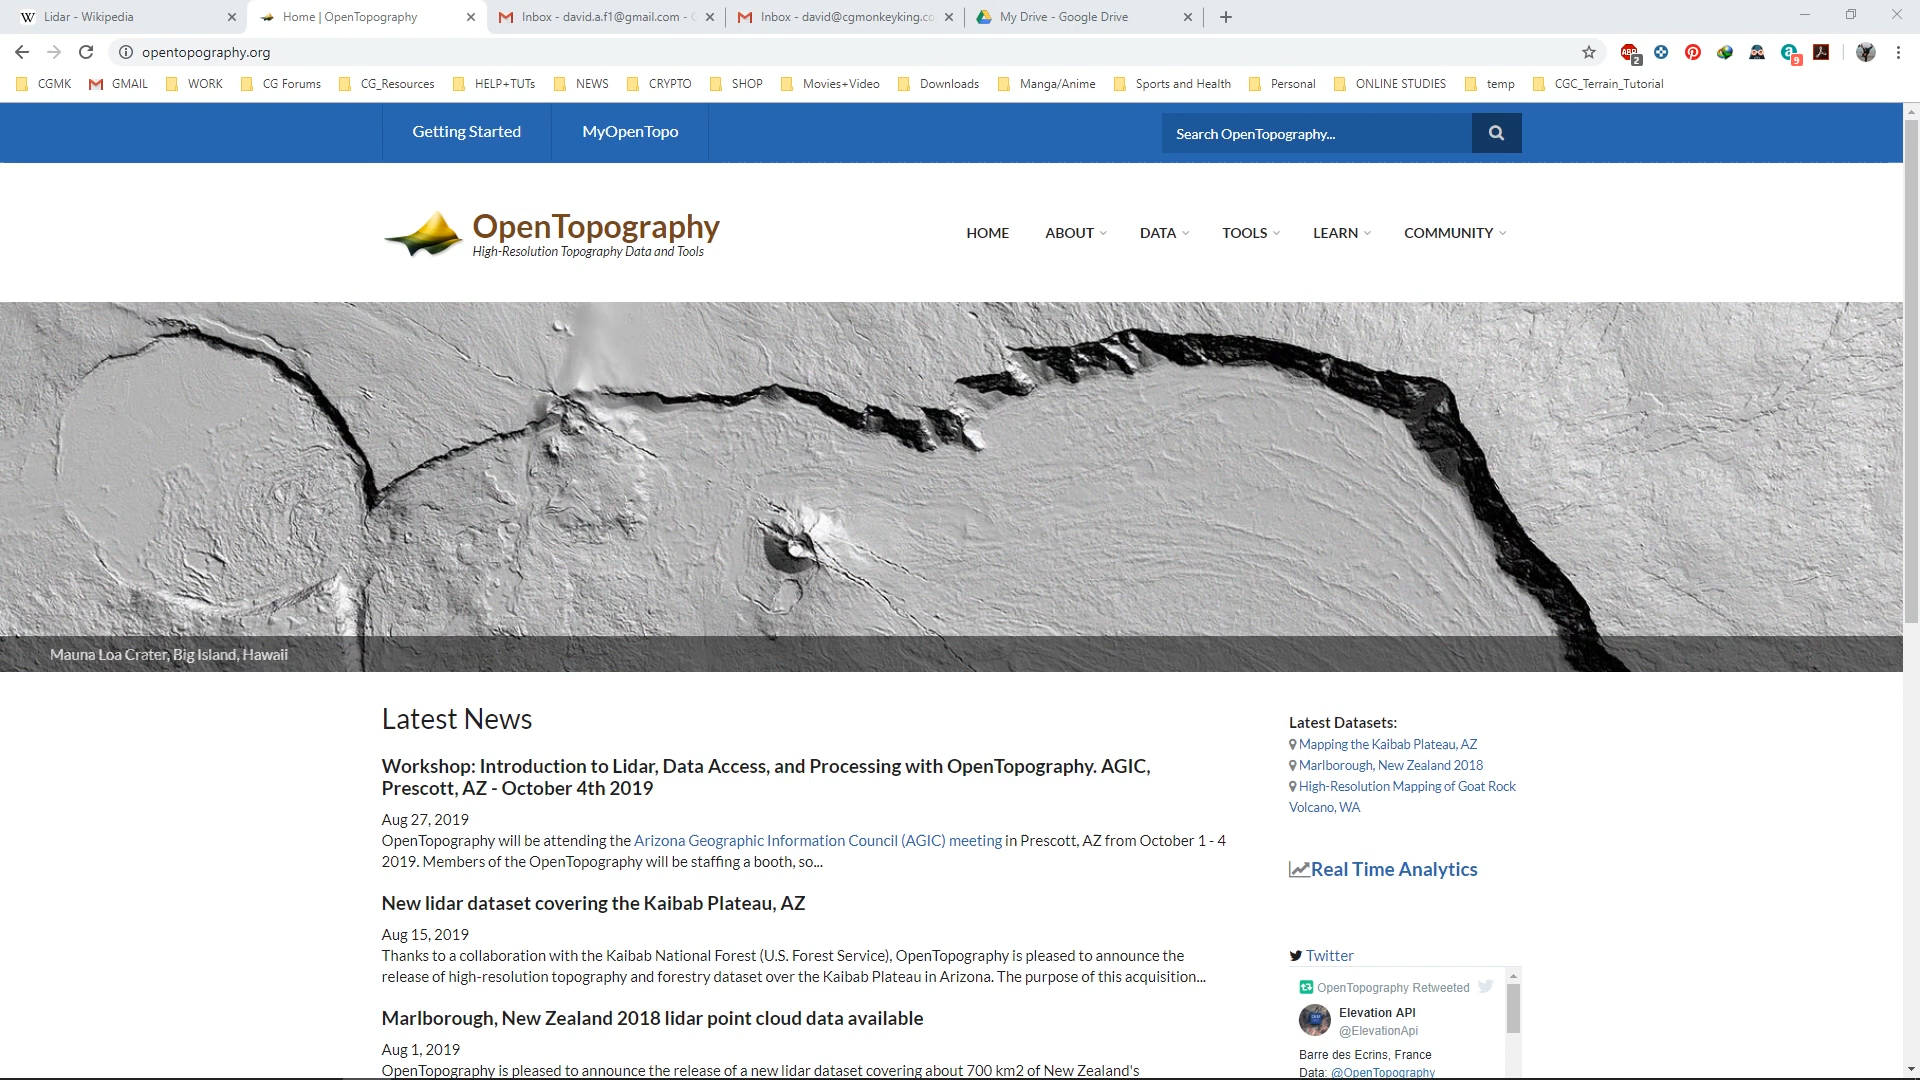 Lidar - Wikipedia
Home | OpenTopography
Inbox - david.a.f1@gmail.com -
Inbox - david@cgmonkeyking.co
My Drive - Google Drive
opentopography.org
2
9
CGMK
GMAIL
WORK
CG Forums
CG_Resources
HELP+TUTs
NEWS
CRYPTO
SHOP
Movies+Video
Downloads
Manga/Anime
Sports and Health
Personal
ONLINE STUDIES
temp
CGC_Terrain_Tutorial
Getting Started
MyOpenTopo
Search OpenTopography...
OpenTopography
High-Resolution Topography Data and Tools
HOME
ABOUT
DATA
TOOLS
LEARN
COMMUNITY
Mauna Loa Crater, Big Island, Hawaii
Latest News
Workshop: Introduction to Lidar, Data Access, and Processing with OpenTopography. AGIC,
Prescott, AZ - October 4th 2019
Aug 27, 2019
OpenTopography will be attending the Arizona Geographic Information Council (AGIC) meeting in Prescott, AZ from October 1 - 4
2019. Members of the OpenTopography will be staffing a booth, so...
New lidar dataset covering the Kaibab Plateau, AZ
Aug 15, 2019
Thanks to a collaboration with the Kaibab National Forest (U.S. Forest Service), OpenTopography is pleased to announce the
release of high-resolution topography and forestry dataset over the Kaibab Plateau in Arizona. The purpose of this acquisition...
Marlborough, New Zealand 2018 lidar point cloud data available
Aug 1, 2019
OpenTopography is pleased to announce the release of a new lidar dataset covering about 700 km2 of New Zealand's
Latest Datasets:
Mapping the Kaibab Plateau, AZ
Marlborough, New Zealand 2018
High-Resolution Mapping of Goat Rock
Volcano, WA
Real Time Analytics
Twitter
OpenTopography Retweeted
Elevation API
@ElevationApi
Barre des Ecrins, France
Data: @OpenTopography